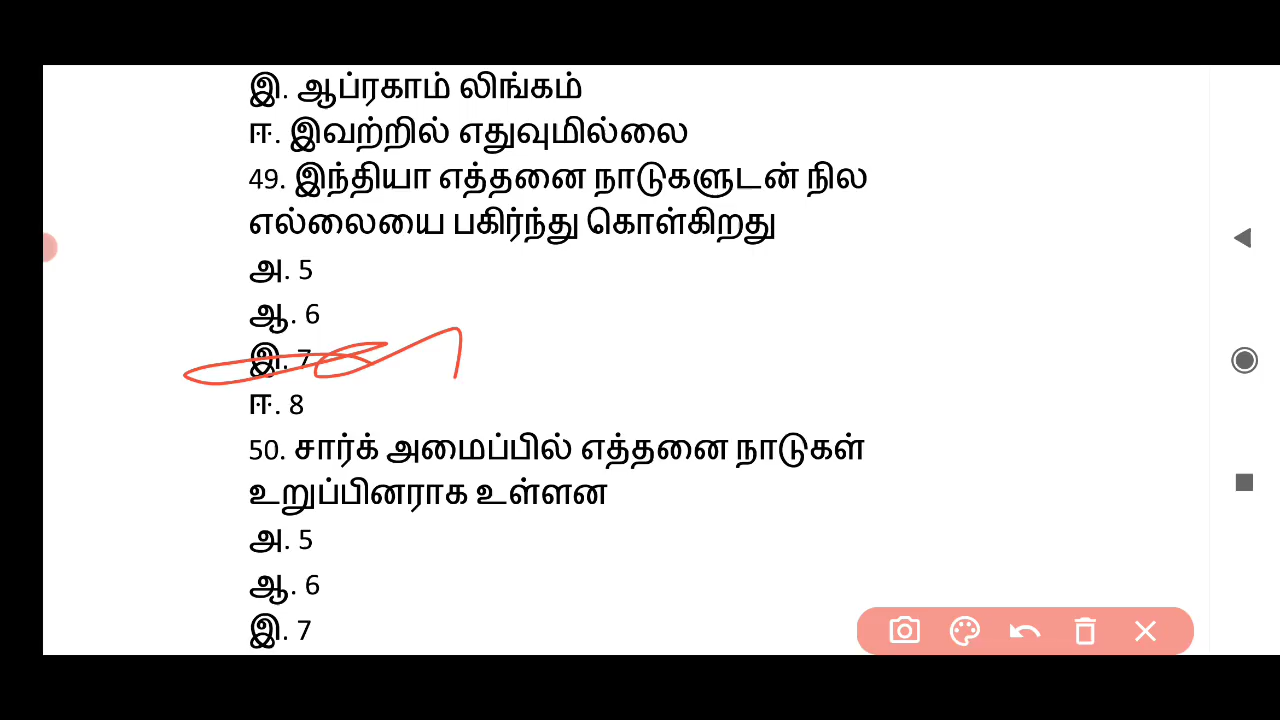 இ. ஆப்ரகாம் லிங்கம்
ஈ. இவற்றில் எதுவுமில்லை
49. இந்தியா எத்தனை நாடுகளுடன் நில
எல்லையை பகிர்ந்து கொள்கிறது
அ. 5
ஆ. 6
இ. 7
ஈ. 8
50. சார்க் அமைப்பில் எத்தனை நாடுகள்
உறுப்பினராக உள்ளன
அ. 5
ஆ. 6
இ. 7